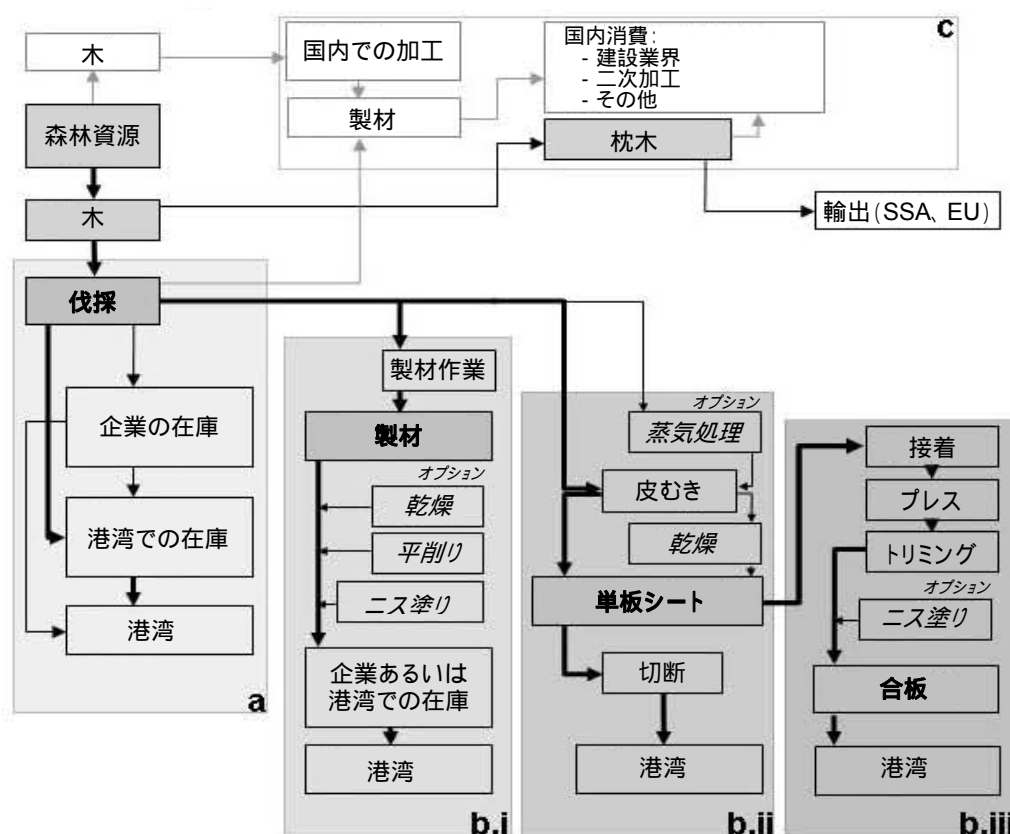 木
森林資源
木
国内での加工
製材
国内消費:
- 建設業界
- 二次加工
- その他
枕木
c
輸出(SSA、EU)
伐採
企業の在庫
港湾での在庫
港湾
a
製材作業
製材
オプション
乾燥
平削り
ニス塗り
企業あるいは
港湾での在庫
港湾
b.i
オプション
蒸気処理
皮むき
乾燥
単板シート
切断
港湾
b.ii
接着
プレス
トリミング
オプション
ニス塗り
合板
港湾
b.iii